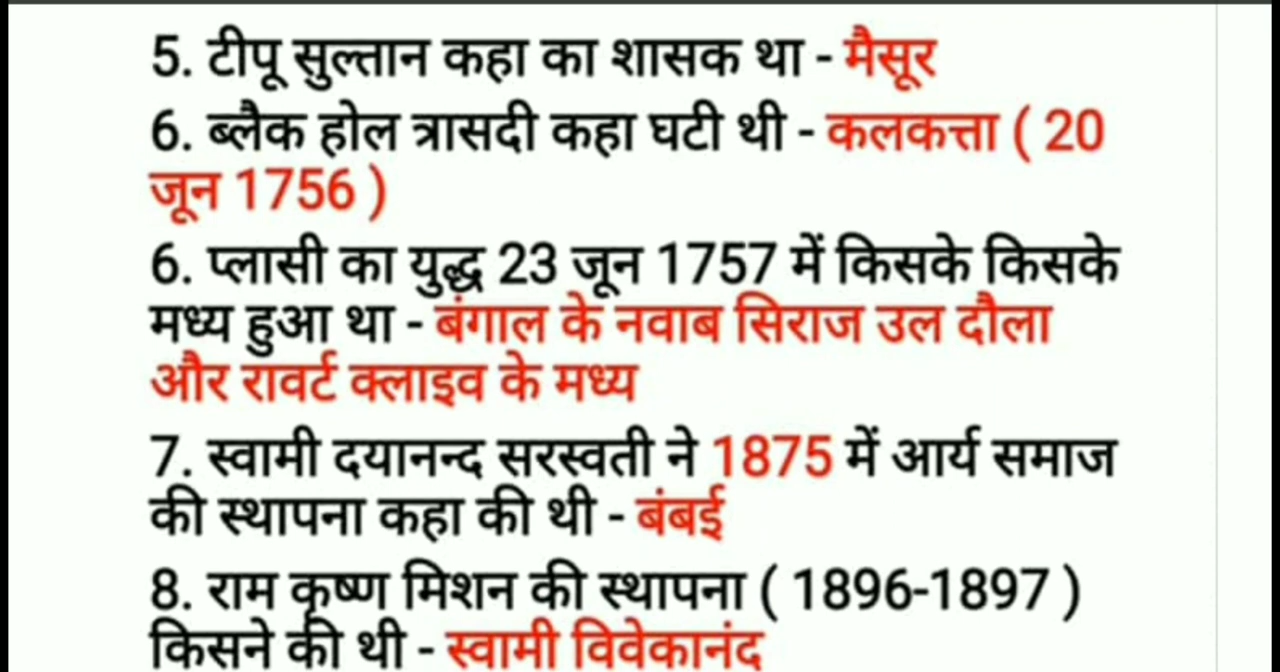 5. टीपू सुल्तान कहा का शासक था - मैसूर
6. ब्लैक होल त्रासदी कहा घटी थी - कलकत्ता ( 20
जून 1756 )
6. प्लासी का युद्ध 23 जून 1757 में किसके किसके
मध्य हुआ था - बंगाल के नवाब सिराज उल दौला
और रावर्ट क्लाइव के मध्य
7. स्वामी दयानन्द सरस्वती ने 1875 में आर्य समाज
की स्थापना कहा की थी - बंबई
8. राम कृष्ण मिशन की स्थापना ( 1896-1897 )
किसने की थी - स्वामी विवेकानंद